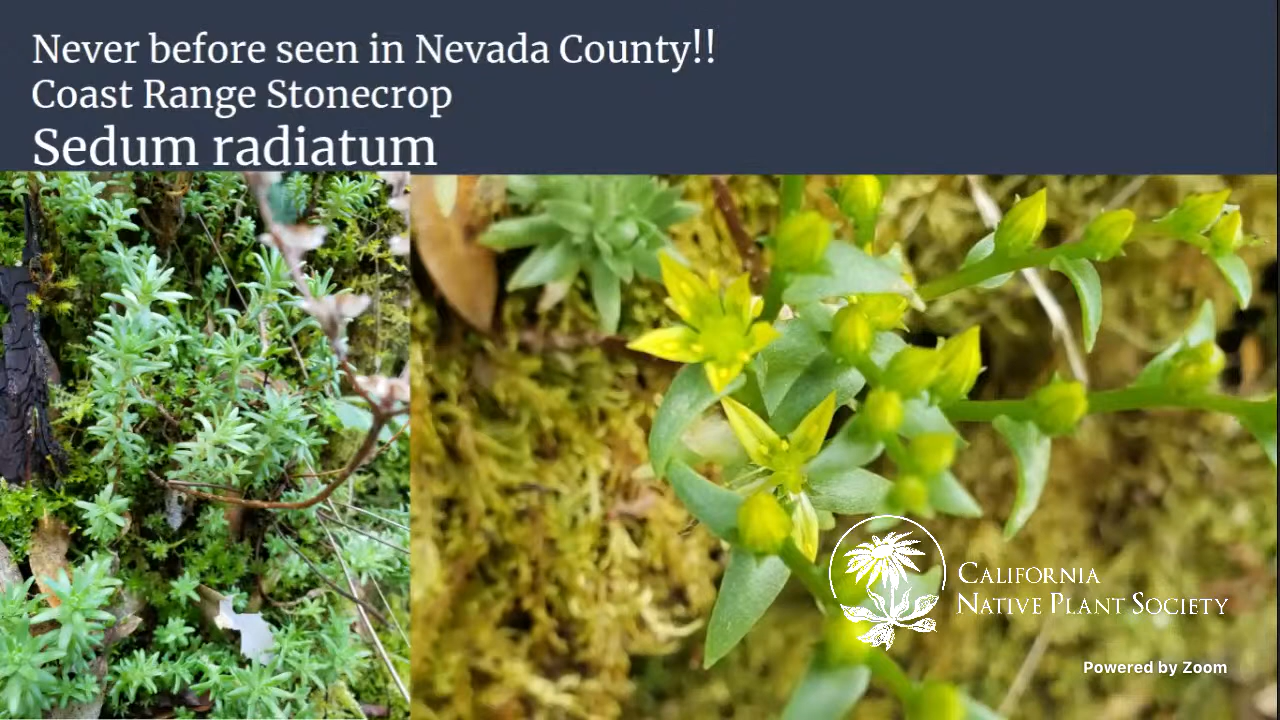 Never before seen in Nevada County!!
Coast Range Stonecrop
Sedum radiatum
California
Native Plant Society
Powered by Zoom